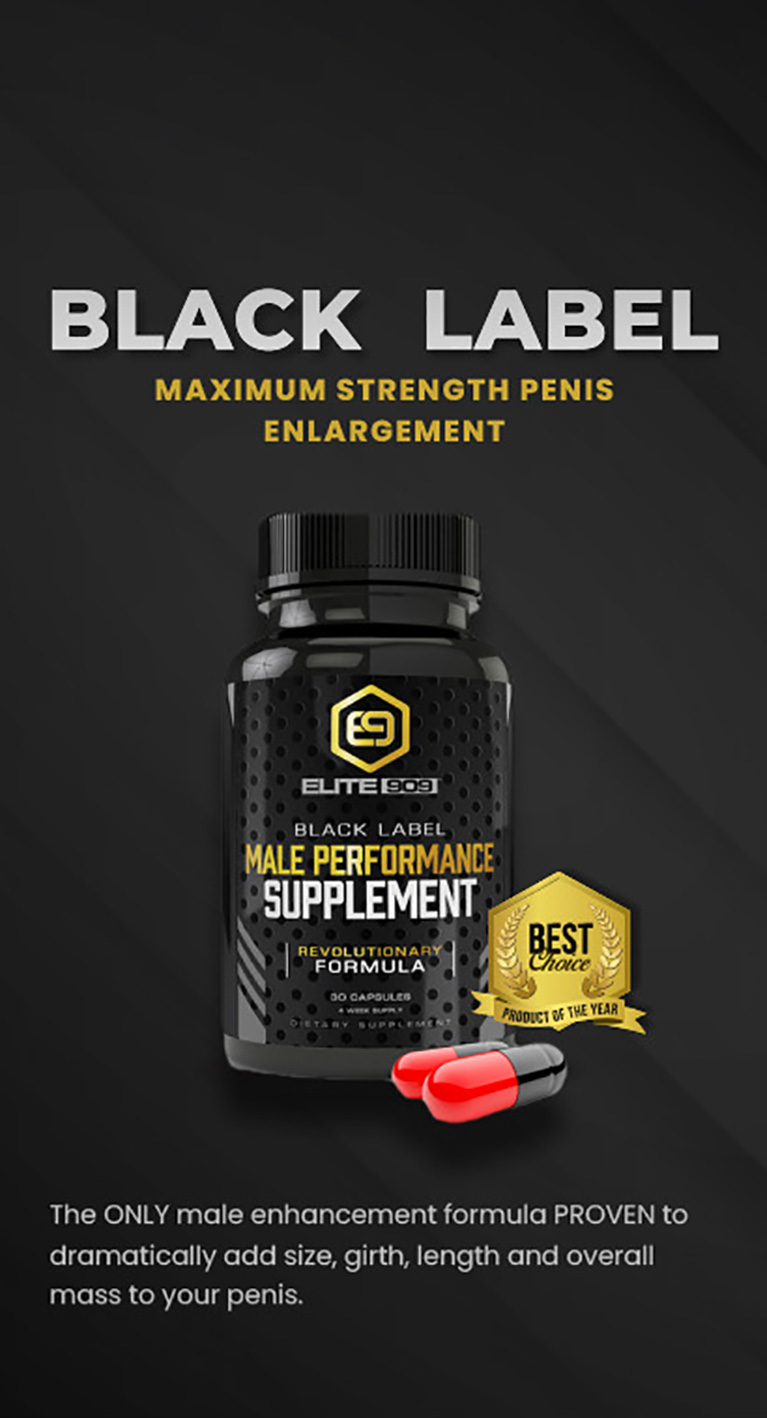 BLACK LABEL
MAXIMUM STRENGTH PENIS
ENLARGEMENT
E9
ELITE 909
BLACK LABEL
MALE PERFORMANCE
SUPPLEMENT
REVOLUTIONARY
FORMULA
30 CAPSULES
4 WEEK SUPPLY
DIETARY SUPPLEMENT
BEST
Choice
PRODUCT OF THE YEAR
The ONLY male enhancement formula PROVEN to
dramatically add size, girth, length and overall
mass to your penis.